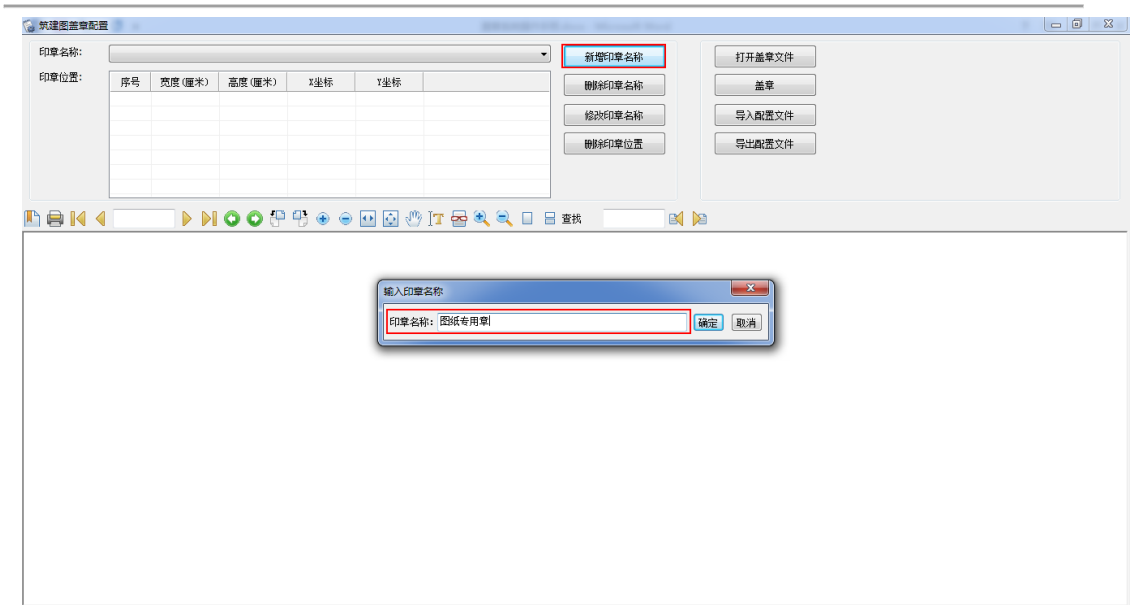 筑建图盖章配置
印章名称:
新增印章名称
打开盖章文件
印章位置:
序号 宽度(厘米) 高度(厘米) X坐标 Y坐标
删除印章名称
盖章
修改印章名称
导入配置文件
删除印章位置
导出配置文件
查找
输入印章名称
印章名称: 图纸专用章
确定 取消